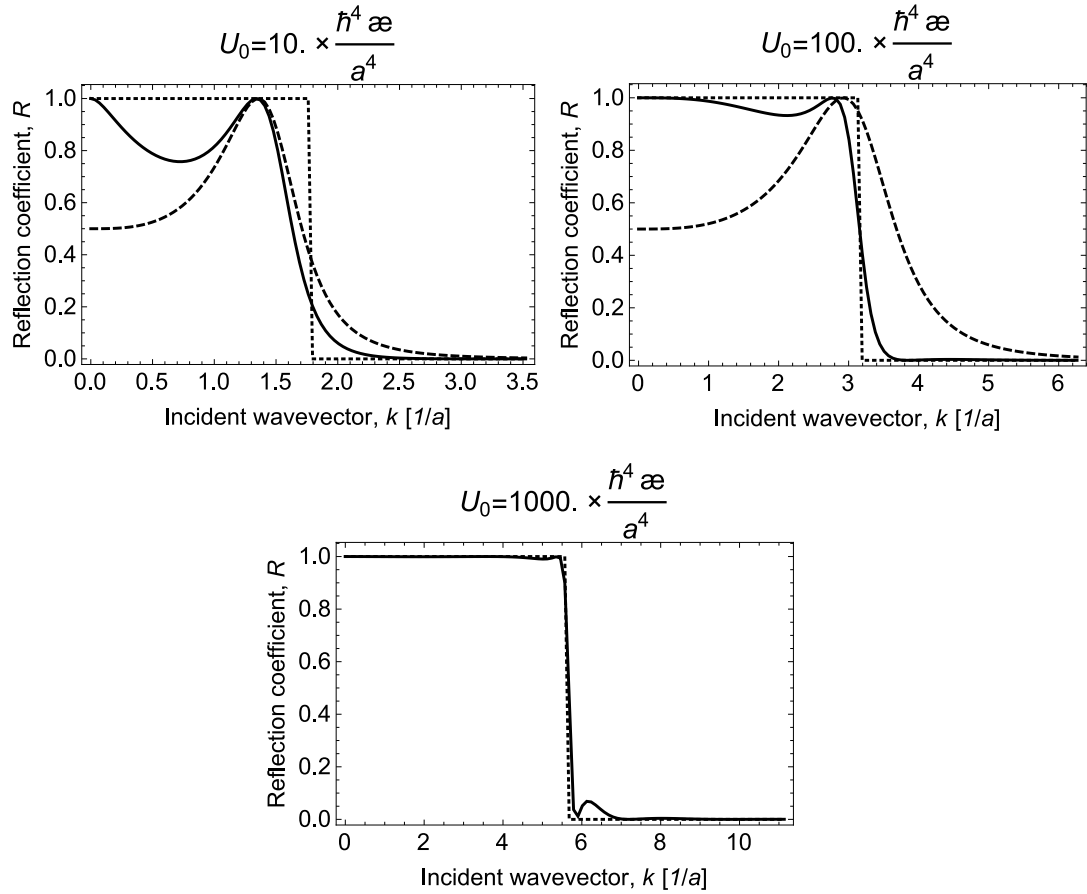 U₀=10. × ħ⁴ æ / a⁴
Reflection coefficient, R
1.0
0.8
0.6
0.4
0.2
0.0
0.0 0.5 1.0 1.5 2.0 2.5 3.0 3.5
Incident wavevector, k [1/a]
U₀=100. × ħ⁴ æ / a⁴
Reflection coefficient, R
1.0
0.8
0.6
0.4
0.2
0.0
0 1 2 3 4 5 6
Incident wavevector, k [1/a]
U₀=1000. × ħ⁴ æ / a⁴
Reflection coefficient, R
1.0
0.8
0.6
0.4
0.2
0.0
0 2 4 6 8 10
Incident wavevector, k [1/a]